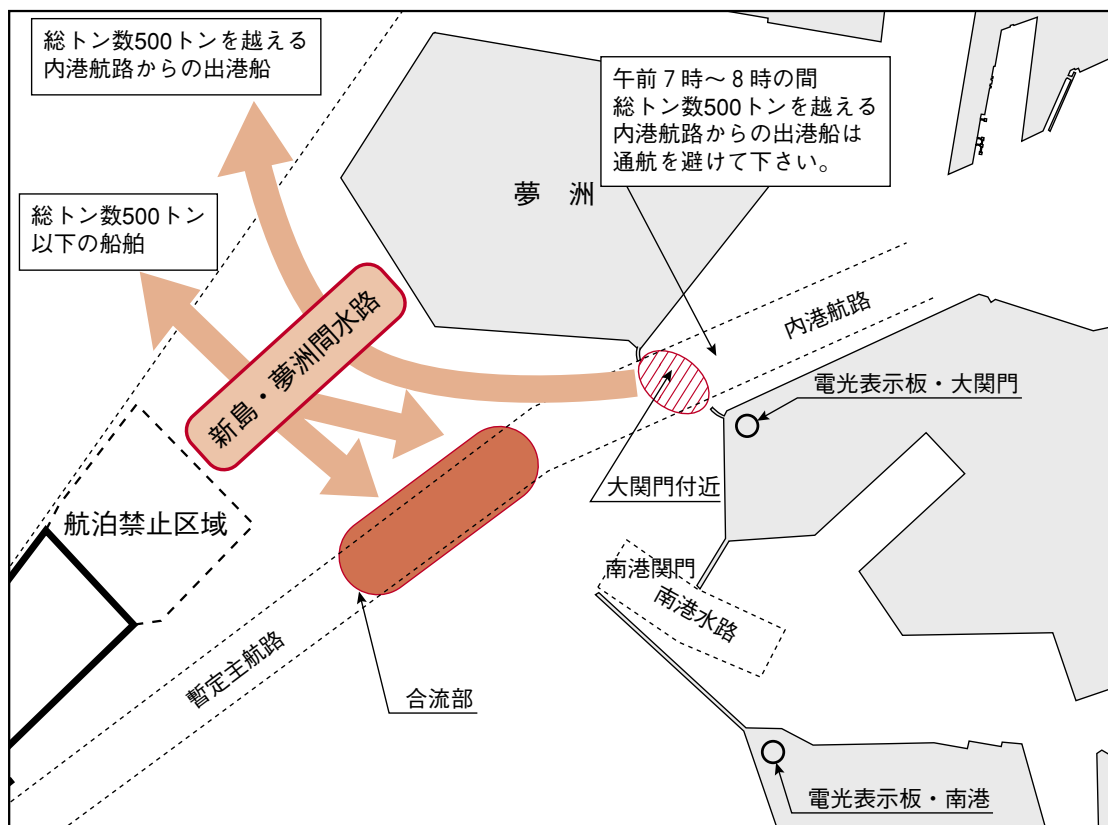 総トン数500トンを越える
内港航路からの出港船
午前７時～８時の間
総トン数500トンを越える
内港航路からの出港船は
通航を避けて下さい。
夢　洲
総トン数500トン
以下の船舶
新島・夢洲間水路
内港航路
電光表示板・大関門
大関門付近
航泊禁止区域
南港関門
南港水路
暫定主航路
合流部
電光表示板・南港